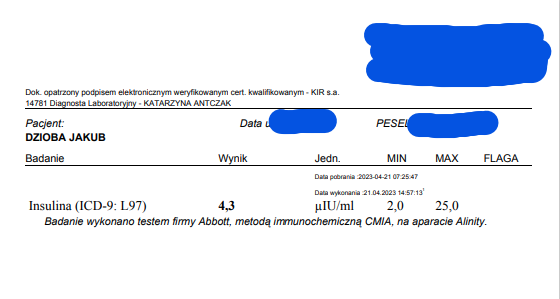 Dok. opatrzony podpisem elektronicznym weryfikowanym cert. kwalifikowanym - KIR s.a.
14781 Diagnosta Laboratoryjny - KATARZYNA ANTCZAK
Pacjent: Data u PESEL
DZIOBA JAKUB
Badanie Wynik Jedn. MIN MAX FLAGA
Data pobrania :2023-04-21 07:25:47
Data wykonania :21.04.2023 14:57:13¹
Insulina (ICD-9: L97) 4,3 µIU/ml 2,0 25,0
Badanie wykonano testem firmy Abbott, metodą immunochemiczną CMIA, na aparacie Alinity.